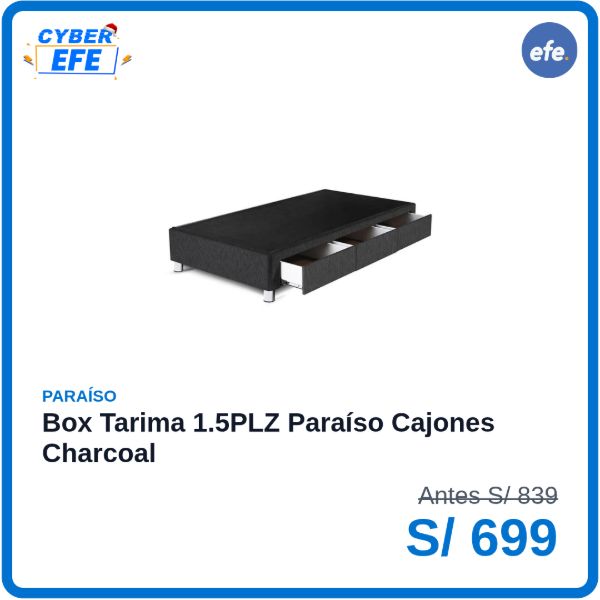 CYBER
EFE
efe.
PARAÍSO
Box Tarima 1.5PLZ Paraíso Cajones
Charcoal
Antes S/ 839
S/ 699